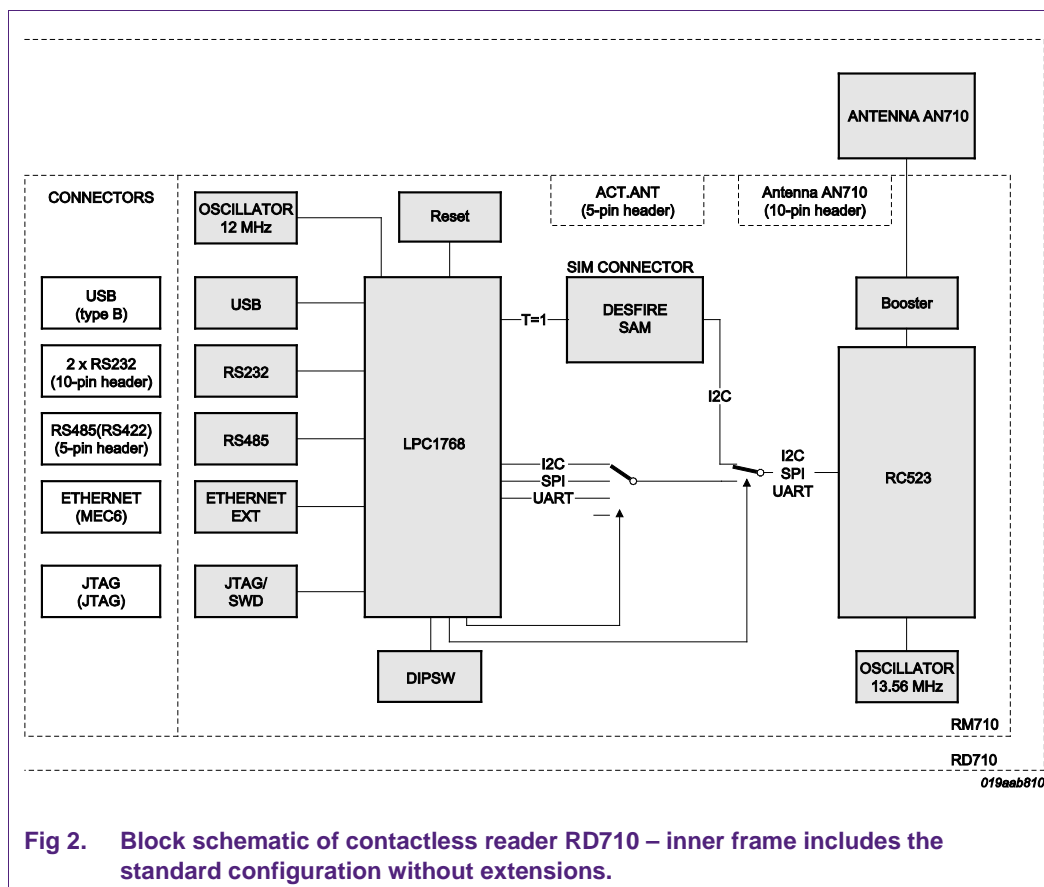 ANTENNA AN710
CONNECTORS
OSCILLATOR
12 MHz
Reset
ACT.ANT
(5-pin header)
Antenna AN710
(10-pin header)
SIM CONNECTOR
USB
(type B)
USB
T=1
DESFIRE
SAM
Booster
2 x RS232
(10-pin header)
RS232
I2C
RS485(RS422)
(5-pin header)
RS485
LPC1768
I2C
SPI
UART
I2C
SPI
UART
RC523
ETHERNET
(MEC6)
ETHERNET
EXT
JTAG
(JTAG)
JTAG/
SWD
DIPSW
OSCILLATOR
13.56 MHz
RM710
RD710
019aab810
Fig 2. Block schematic of contactless reader RD710 – inner frame includes the
standard configuration without extensions.